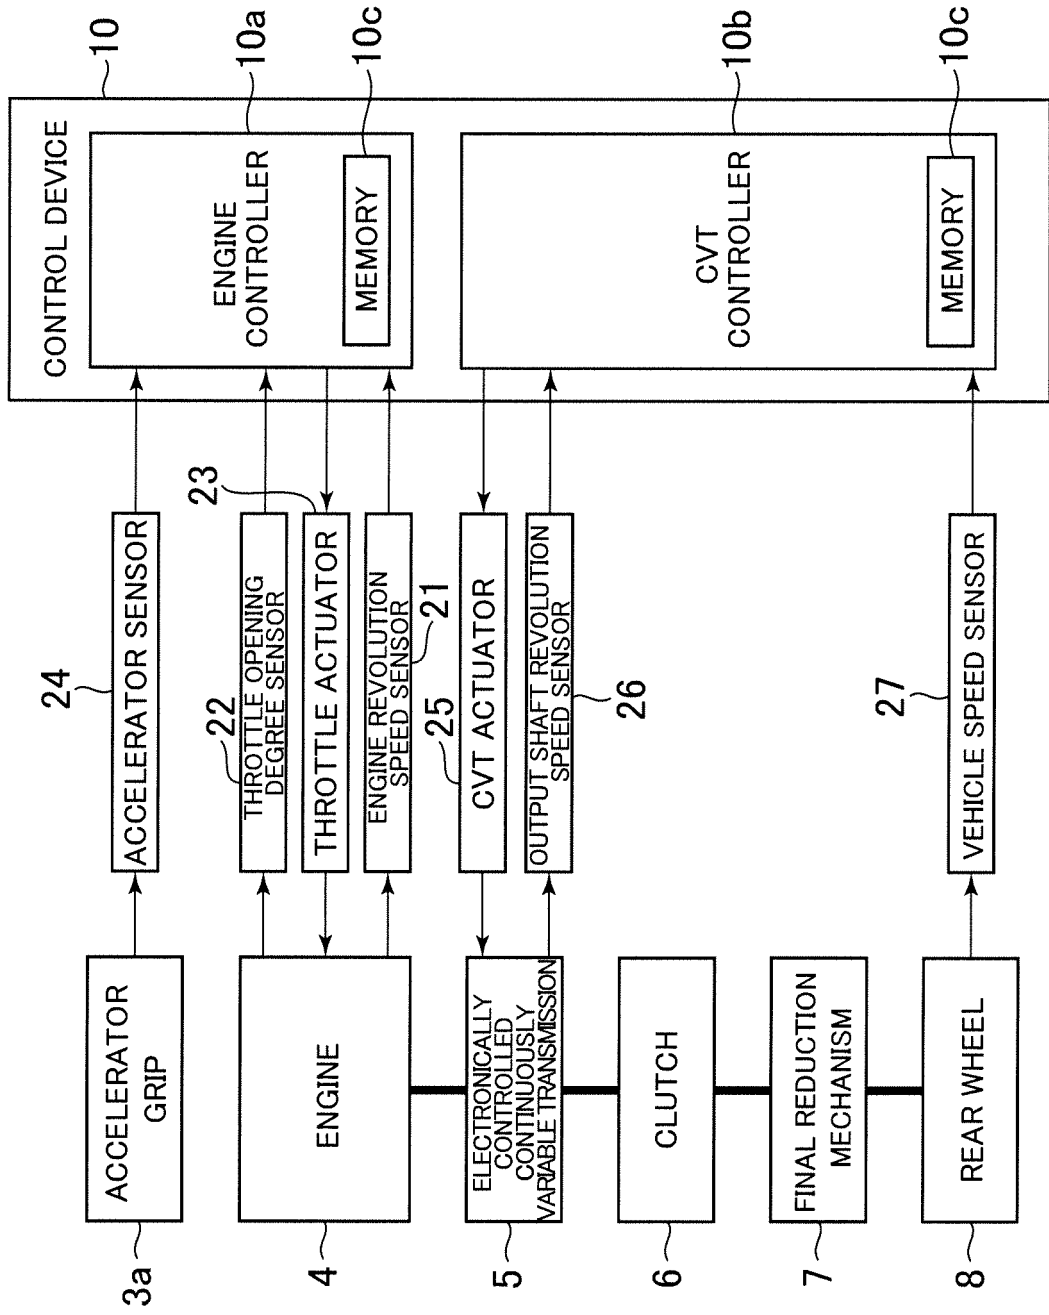 10
10a
10c
10b
10c
CONTROL DEVICE
ENGINE
CONTROLLER
MEMORY
CVT
CONTROLLER
MEMORY
24
ACCELERATOR SENSOR
22
THROTTLE OPENING
DEGREE SENSOR
23
THROTTLE ACTUATOR
ENGINE REVOLUTION
SPEED SENSOR
21
25
CVT ACTUATOR
OUTPUT SHAFT REVOLUTION
SPEED SENSOR
26
27
VEHICLE SPEED SENSOR
ACCELERATOR
GRIP
ENGINE
ELECTRONICALLY
CONTROLLED
CONTINUOUSLY
VARIABLE TRANSMISSION
CLUTCH
FINAL REDUCTION
MECHANISM
REAR WHEEL
3a
4
5
6
7
8